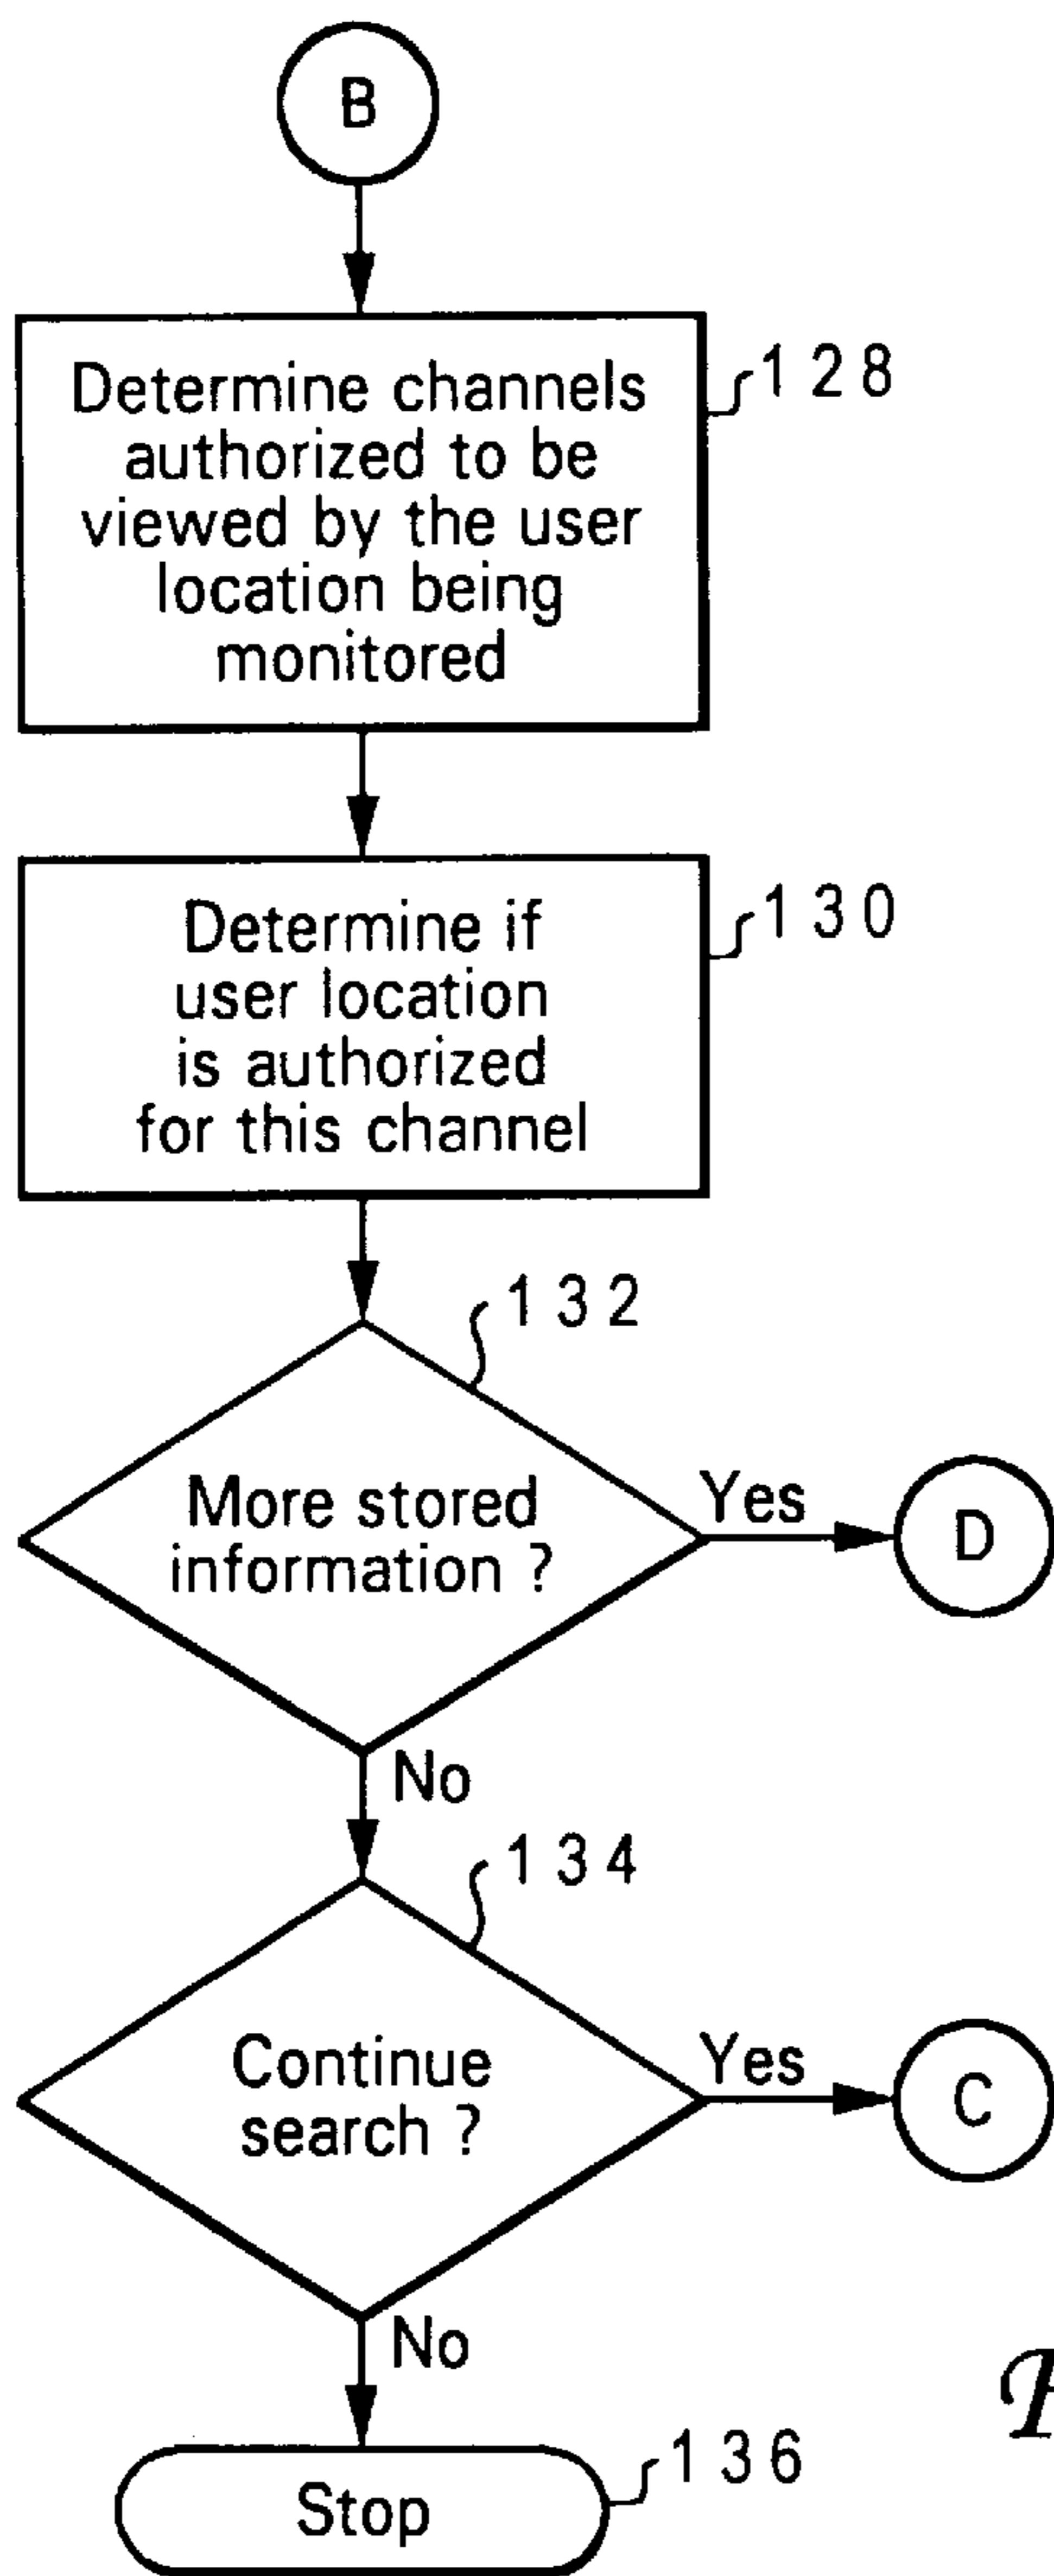 B
Determine channels
authorized to be
viewed by the user
location being
monitored
128
Determine if
user location
is authorized
for this channel
130
132
More stored
information ?
Yes
D
No
134
Continue
search ?
Yes
C
No
Stop
136